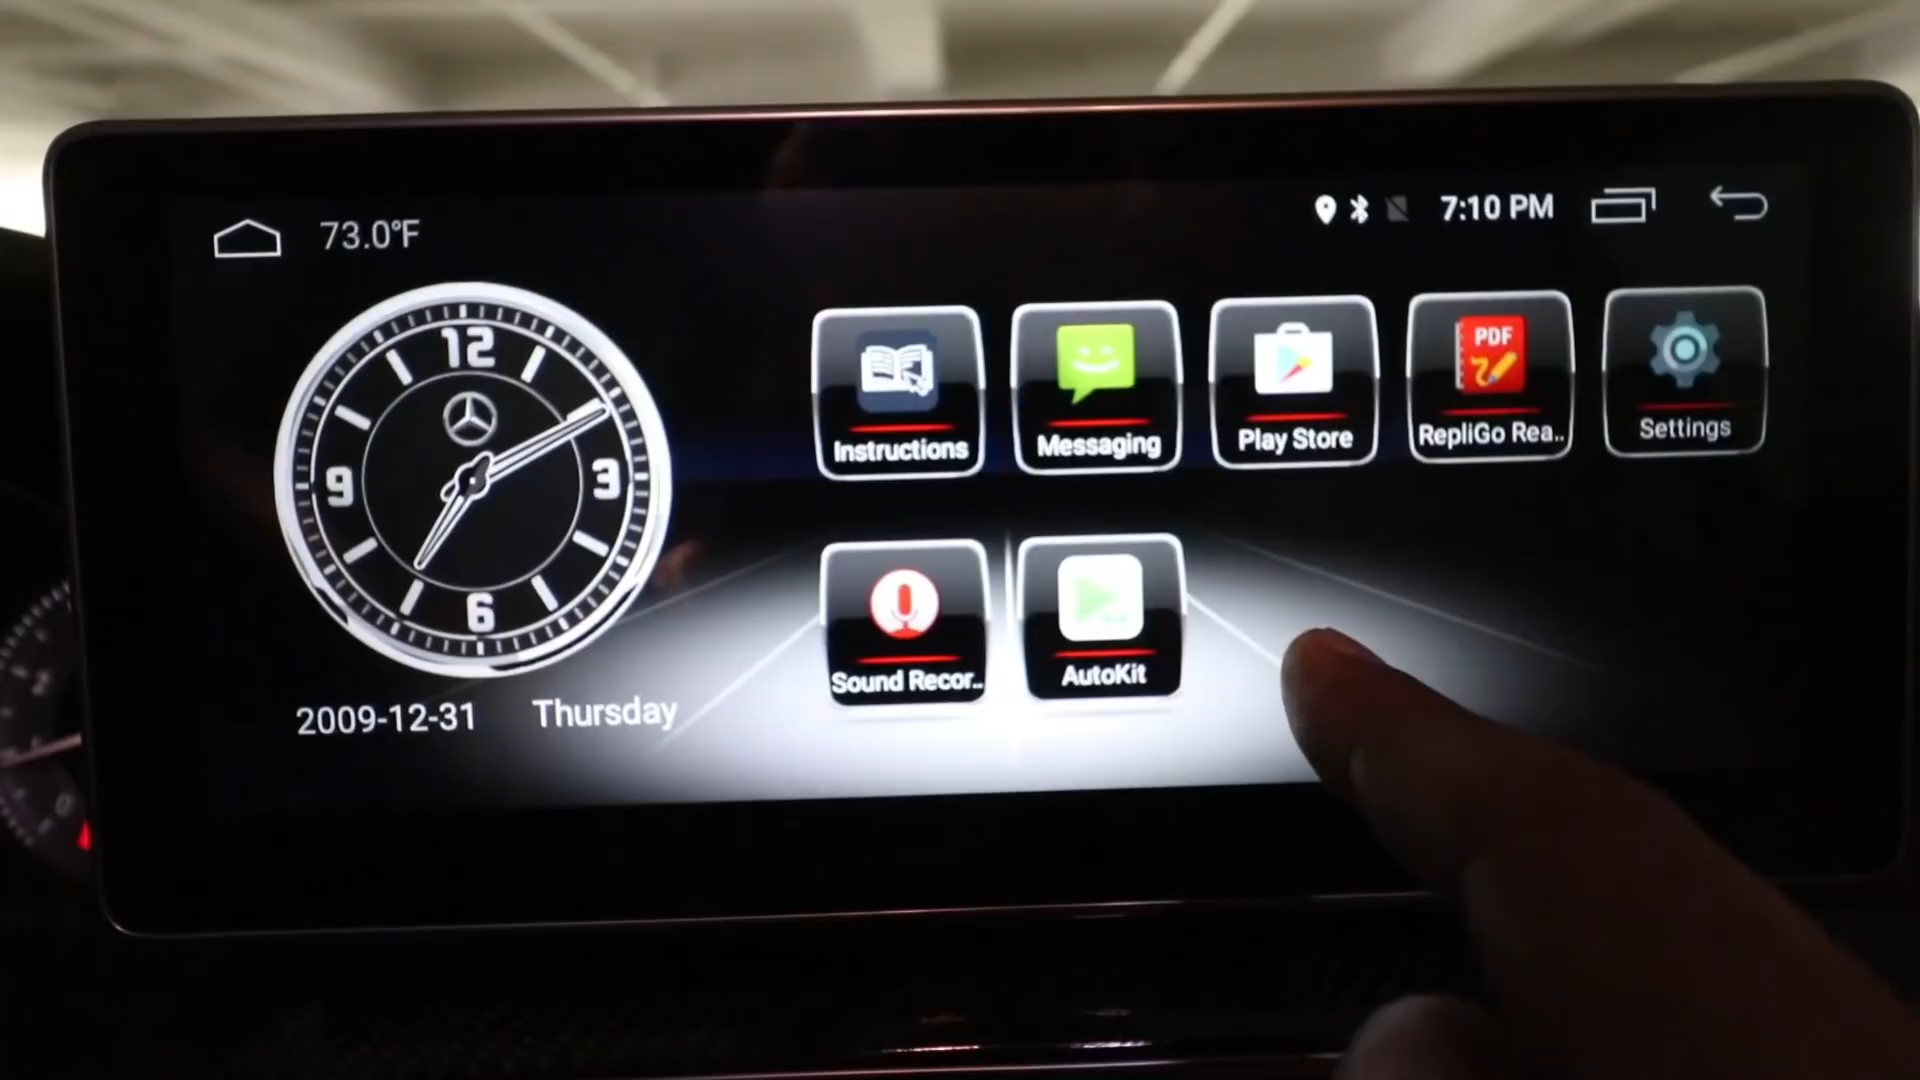 73.0°F
7:10 PM
12
9
3
6
2009-12-31 Thursday
Instructions
Messaging
Play Store
PDF
RepliGo Rea..
Settings
Sound Recor..
AutoKit